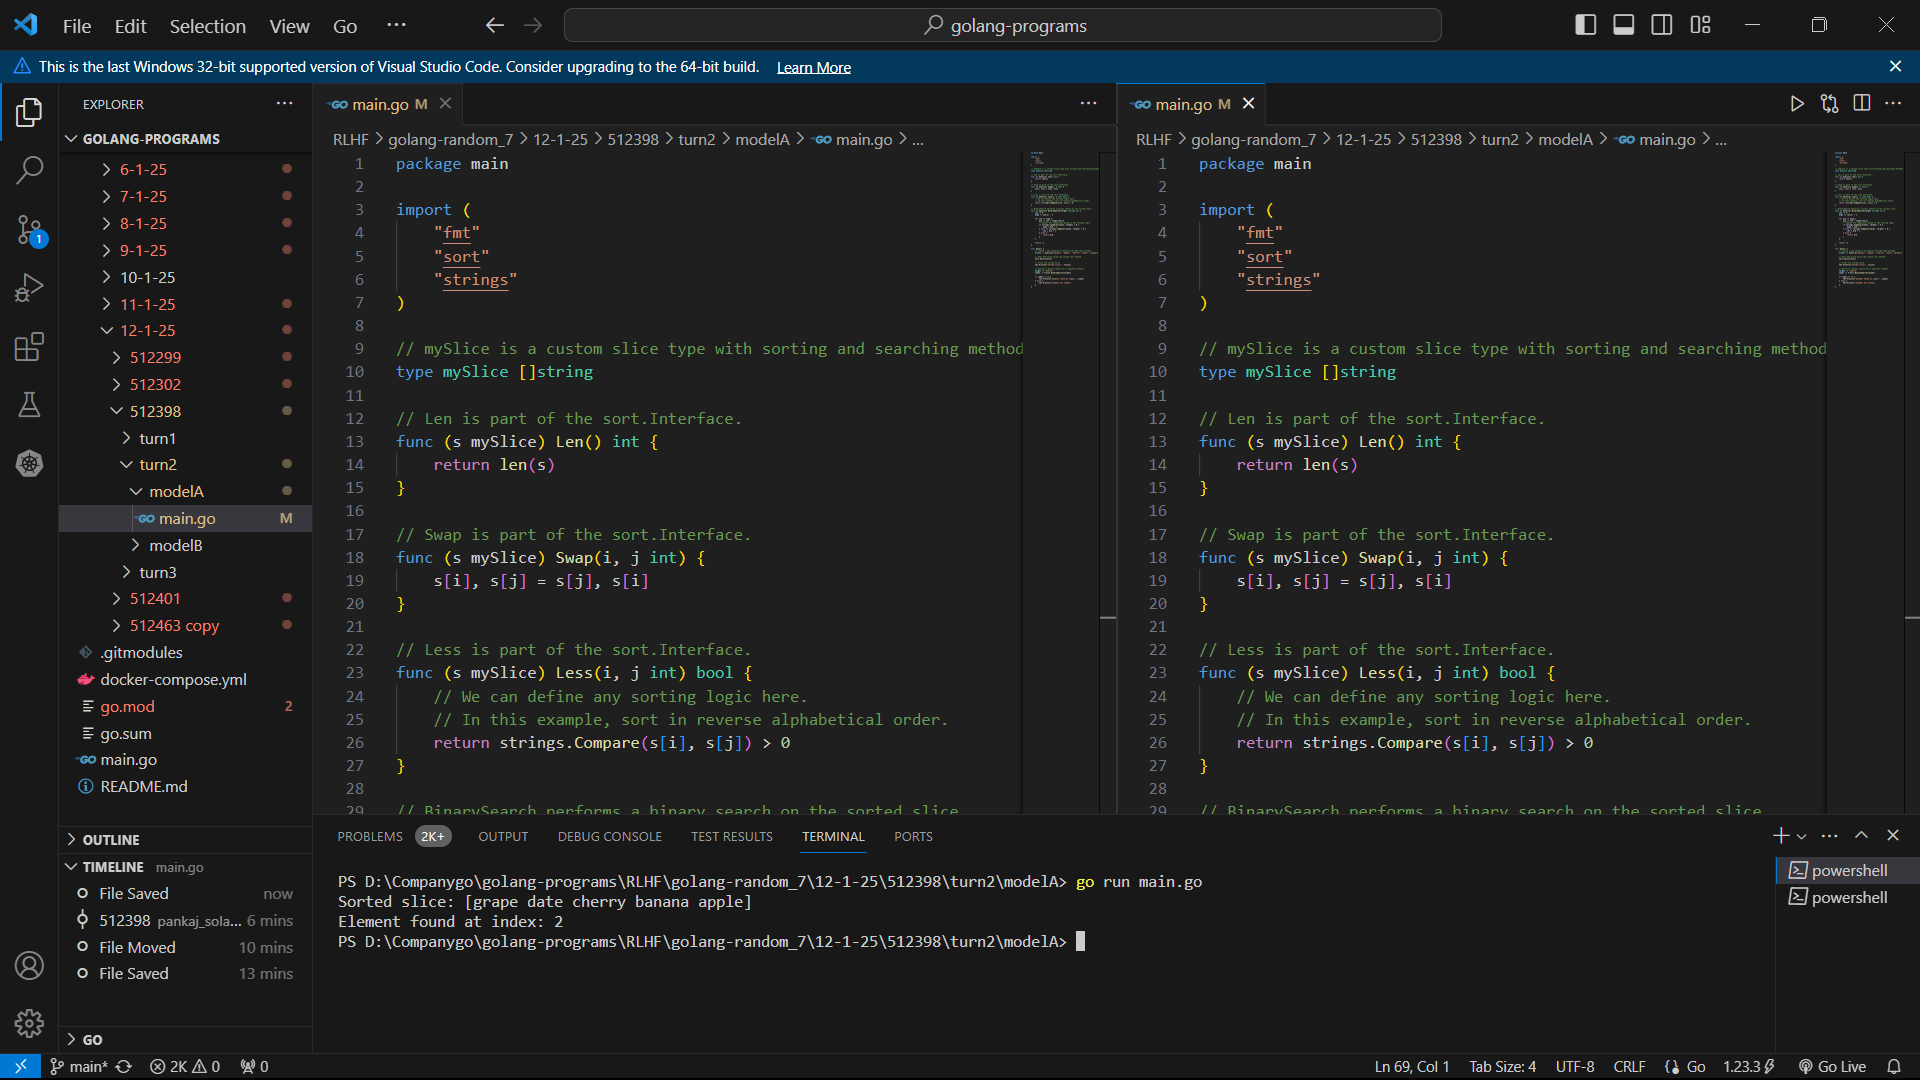 File Edit Selection View Go ··· golang-programs
This is the last Windows 32-bit supported version of Visual Studio Code. Consider upgrading to the 64-bit build. Learn More
EXPLORER ···
GOLANG-PROGRAMS
6-1-25
7-1-25
8-1-25
9-1-25
10-1-25
11-1-25
12-1-25
512299
512302
512398
turn1
turn2
modelA
main.go M
modelB
turn3
512401
512463 copy
.gitmodules
docker-compose.yml
go.mod 2
go.sum
main.go
README.md
OUTLINE
TIMELINE main.go
File Saved now
512398 pankaj_sola... 6 mins
File Moved 10 mins
File Saved 13 mins
GO
1
main.go M
RLHF > golang-random_7 > 12-1-25 > 512398 > turn2 > modelA > main.go > ...
1 package main
2
3 import (
4 "fmt"
5 "sort"
6 "strings"
7 )
8
9 // mySlice is a custom slice type with sorting and searching method
10 type mySlice []string
11
12 // Len is part of the sort.Interface.
13 func (s mySlice) Len() int {
14 return len(s)
15 }
16
17 // Swap is part of the sort.Interface.
18 func (s mySlice) Swap(i, j int) {
19 s[i], s[j] = s[j], s[i]
20 }
21
22 // Less is part of the sort.Interface.
23 func (s mySlice) Less(i, j int) bool {
24 // We can define any sorting logic here.
25 // In this example, sort in reverse alphabetical order.
26 return strings.Compare(s[i], s[j]) > 0
27 }
28
29 // BinarySearch performs a binary search on the sorted slice
main.go M
RLHF > golang-random_7 > 12-1-25 > 512398 > turn2 > modelA > main.go > ...
1 package main
2
3 import (
4 "fmt"
5 "sort"
6 "strings"
7 )
8
9 // mySlice is a custom slice type with sorting and searching method
10 type mySlice []string
11
12 // Len is part of the sort.Interface.
13 func (s mySlice) Len() int {
14 return len(s)
15 }
16
17 // Swap is part of the sort.Interface.
18 func (s mySlice) Swap(i, j int) {
19 s[i], s[j] = s[j], s[i]
20 }
21
22 // Less is part of the sort.Interface.
23 func (s mySlice) Less(i, j int) bool {
24 // We can define any sorting logic here.
25 // In this example, sort in reverse alphabetical order.
26 return strings.Compare(s[i], s[j]) > 0
27 }
28
29 // BinarySearch performs a binary search on the sorted slice
PROBLEMS 2K+ OUTPUT DEBUG CONSOLE TEST RESULTS TERMINAL PORTS
PS D:\Companygo\golang-programs\RLHF\golang-random_7\12-1-25\512398\turn2\modelA> go run main.go
Sorted slice: [grape date cherry banana apple]
Element found at index: 2
PS D:\Companygo\golang-programs\RLHF\golang-random_7\12-1-25\512398\turn2\modelA>
powershell
powershell
main* 2K 0 0 Ln 69, Col 1 Tab Size: 4 UTF-8 CRLF Go 1.23.3 Go Live